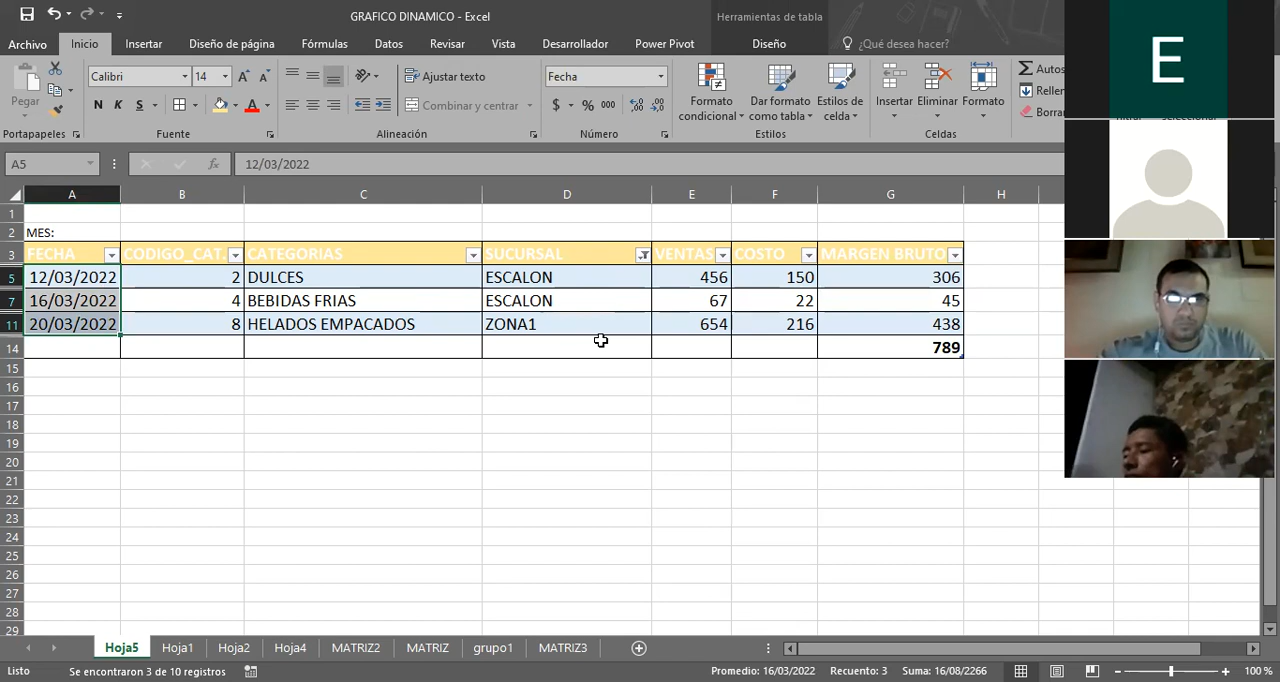 GRAFICO DINAMICO - Excel
Herramientas de tabla
Archivo Inicio Insertar Diseño de página Fórmulas Datos Revisar Vista Desarrollador Power Pivot Diseño ¿Qué desea hacer?
Calibri 14 Ajustar texto Fecha
Pegar N K S Combinar y centrar $ % 000
Formato condicional Dar formato como tabla Estilos de celda Insertar Eliminar Formato
Portapapeles Fuente Alineación Número Estilos Celdas
A5 fx 12/03/2022
A B C D E F G H
1
2 MES:
3 FECHA CODIGO_CAT. CATEGORIAS SUCURSAL VENTAS COSTO MARGEN BRUTO
5 12/03/2022 2 DULCES ESCALON 456 150 306
7 16/03/2022 4 BEBIDAS FRIAS ESCALON 67 22 45
11 20/03/2022 8 HELADOS EMPACADOS ZONA1 654 216 438
14 789
15
16
17
18
19
20
21
22
23
24
25
26
27
28
29
Hoja5 Hoja1 Hoja2 Hoja4 MATRIZ2 MATRIZ grupo1 MATRIZ3
Listo Se encontraron 3 de 10 registros Promedio: 16/03/2022 Recuento: 3 Suma: 16/08/2266 100 %
E